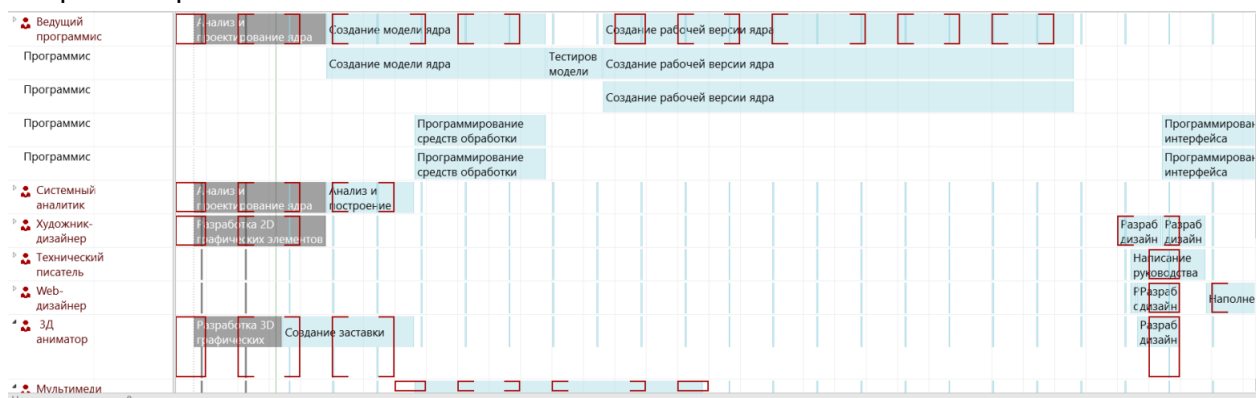 Ведущий
программис
Анализ и
проектирование ядра
Создание модели ядра
Создание рабочей версии ядра
Программис
Создание модели ядра
Тестиров
модели
Создание рабочей версии ядра
Программис
Создание рабочей версии ядра
Программис
Программирование
средств обработки
Программирован
интерфейса
Программис
Программирование
средств обработки
Программирован
интерфейса
Системный
аналитик
Анализ и
проектирование ядра
Анализ и
построение
Художник-
дизайнер
Разработка 2D
графических элементов
Разраб
дизайн
Разраб
дизайн
Технический
писатель
Написание
руководства
Web-
дизайнер
Р
с
Разраб
дизайн
Наполне
3Д
аниматор
Разработка 3D
графических
Создание заставки
Разраб
дизайн
Мультимеди